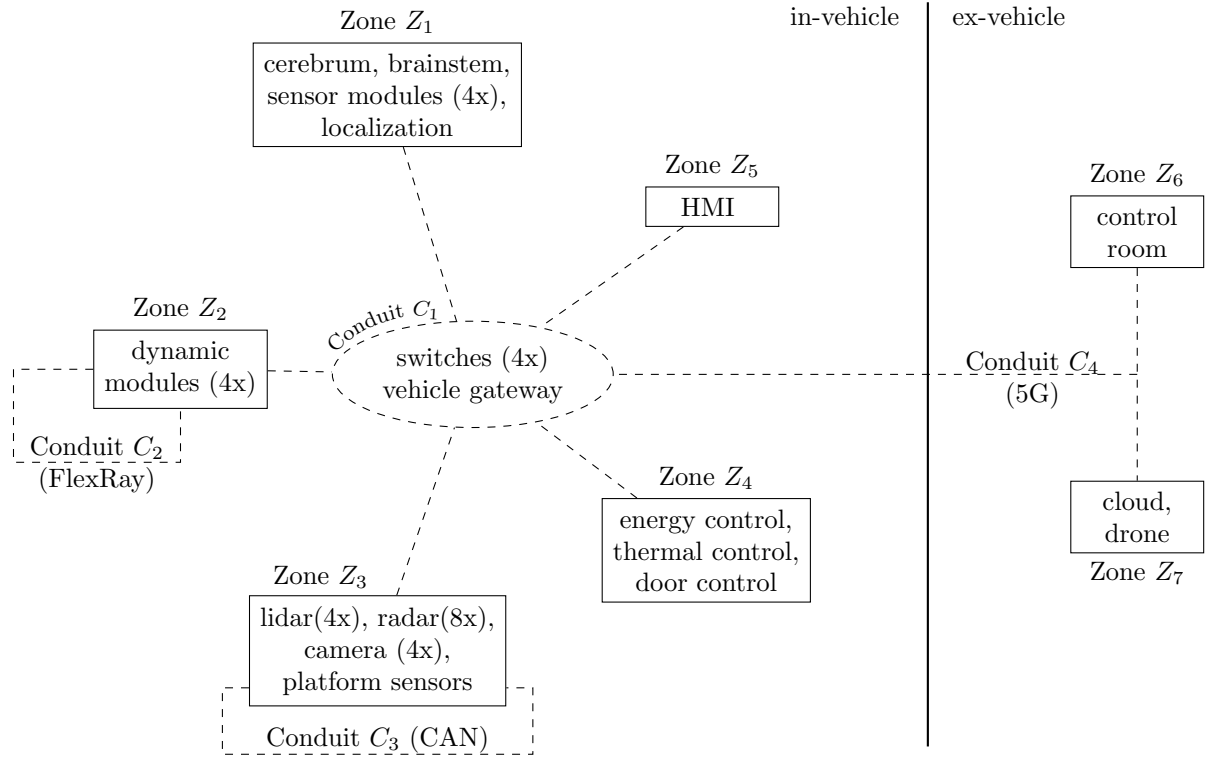 in-vehicle
ex-vehicle
Zone Z₁
cerebrum, brainstem,
sensor modules (4x),
localization
Zone Z₅
HMI
Zone Z₆
control
room
Zone Z₂
dynamic
modules (4x)
Conduit C₁
switches (4x)
vehicle gateway
Conduit C₄
(5G)
Conduit C₂
(FlexRay)
Zone Z₄
energy control,
thermal control,
door control
cloud,
drone
Zone Z₇
Zone Z₃
lidar(4x), radar(8x),
camera (4x),
platform sensors
Conduit C₃ (CAN)